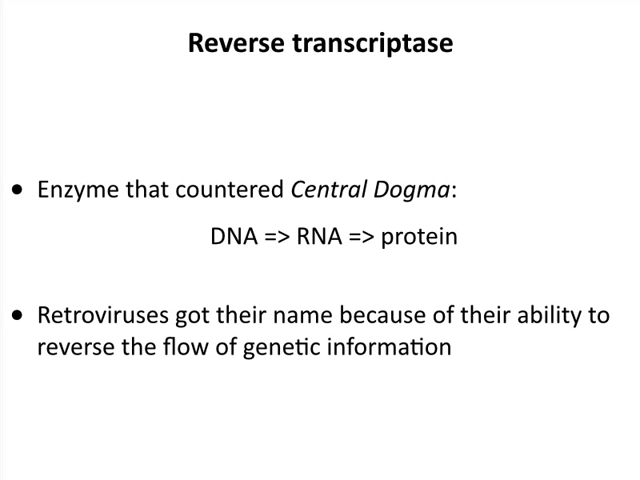 Reverse transcriptase
● Enzyme that countered Central Dogma:
DNA => RNA => protein
● Retroviruses got their name because of their ability to
reverse the flow of genetic information